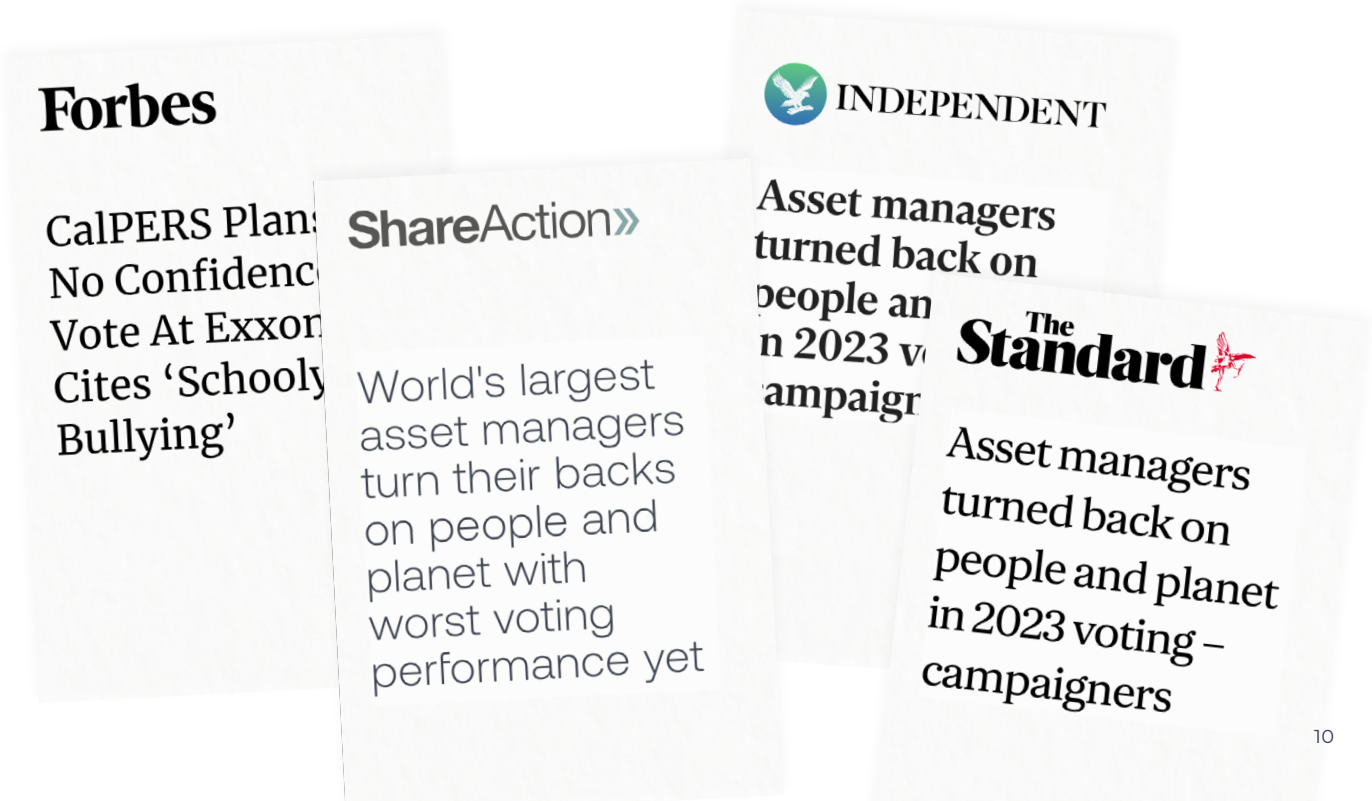 Forbes
CalPERS Plans
No Confidence
Vote At Exxon
Cites ‘Schooly
Bullying’
ShareAction»
World's largest
asset managers
turn their backs
on people and
planet with
worst voting
performance yet
INDEPENDENT
Asset managers
turned back on
people an
in 2023 v
campaign
The
Standard
Asset managers
turned back on
people and planet
in 2023 voting –
campaigners
10